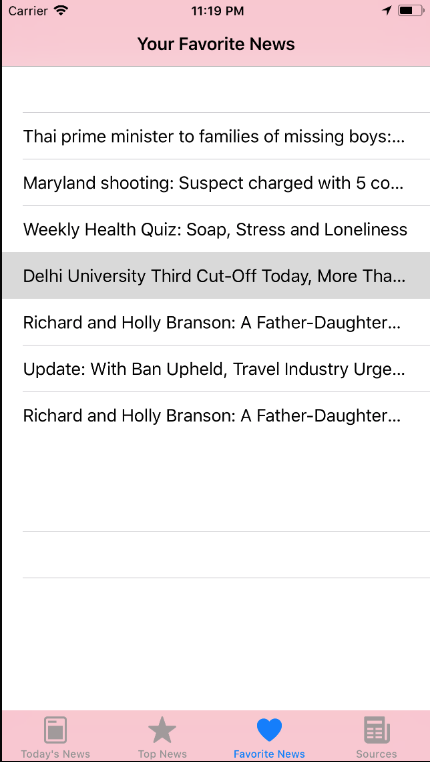 Carrier 11:19 PM
Your Favorite News
Thai prime minister to families of missing boys:...
Maryland shooting: Suspect charged with 5 co...
Weekly Health Quiz: Soap, Stress and Loneliness
Delhi University Third Cut-Off Today, More Tha...
Richard and Holly Branson: A Father-Daughter...
Update: With Ban Upheld, Travel Industry Urge...
Richard and Holly Branson: A Father-Daughter...
Today's News Top News Favorite News Sources